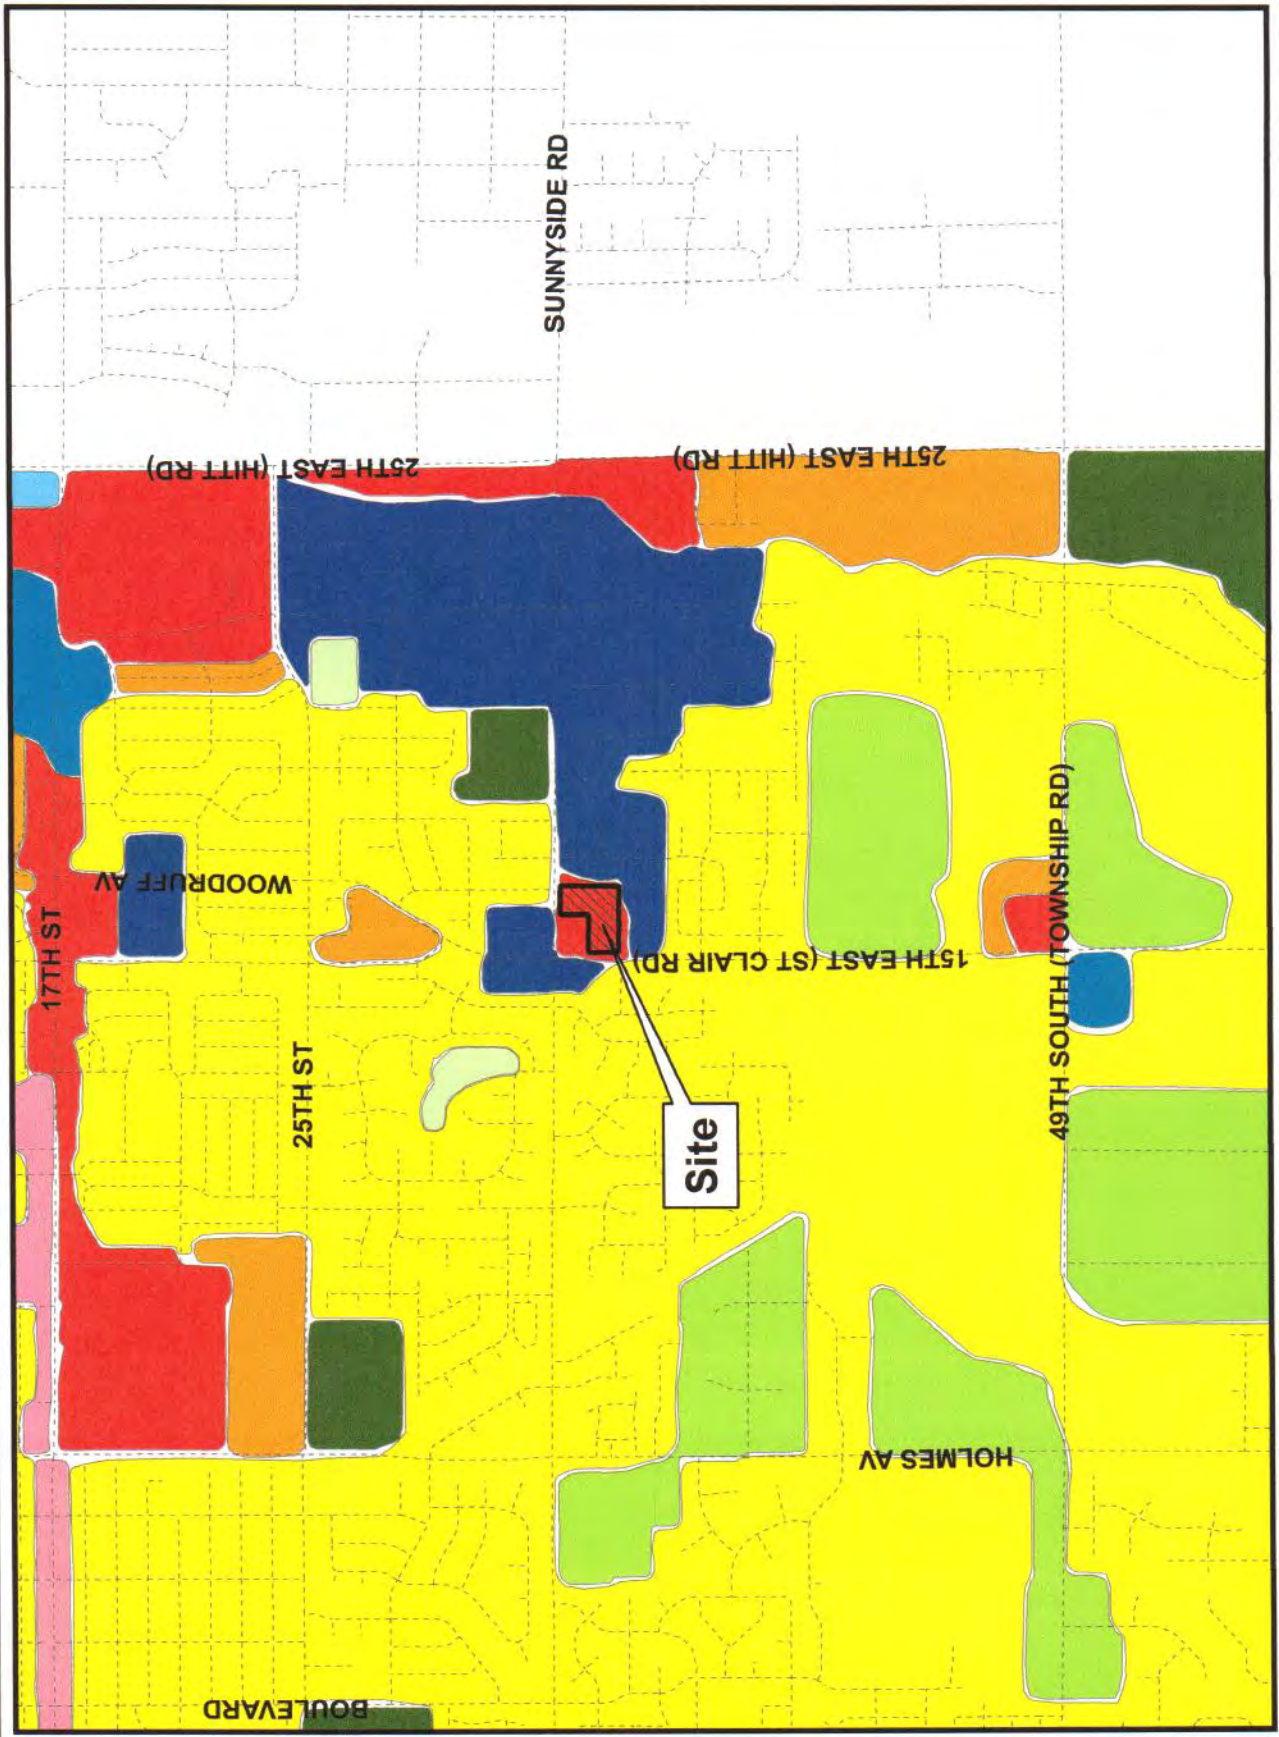 SUNNYSIDE RD
25TH EAST (HITT RD)
25TH EAST (HITT RD)
WOODRUFF AV
17TH ST
15TH EAST (ST CLAIR RD)
49TH SOUTH (TOWNSHIP RD)
25TH ST
Site
HOLMES AV
BOULEVARD